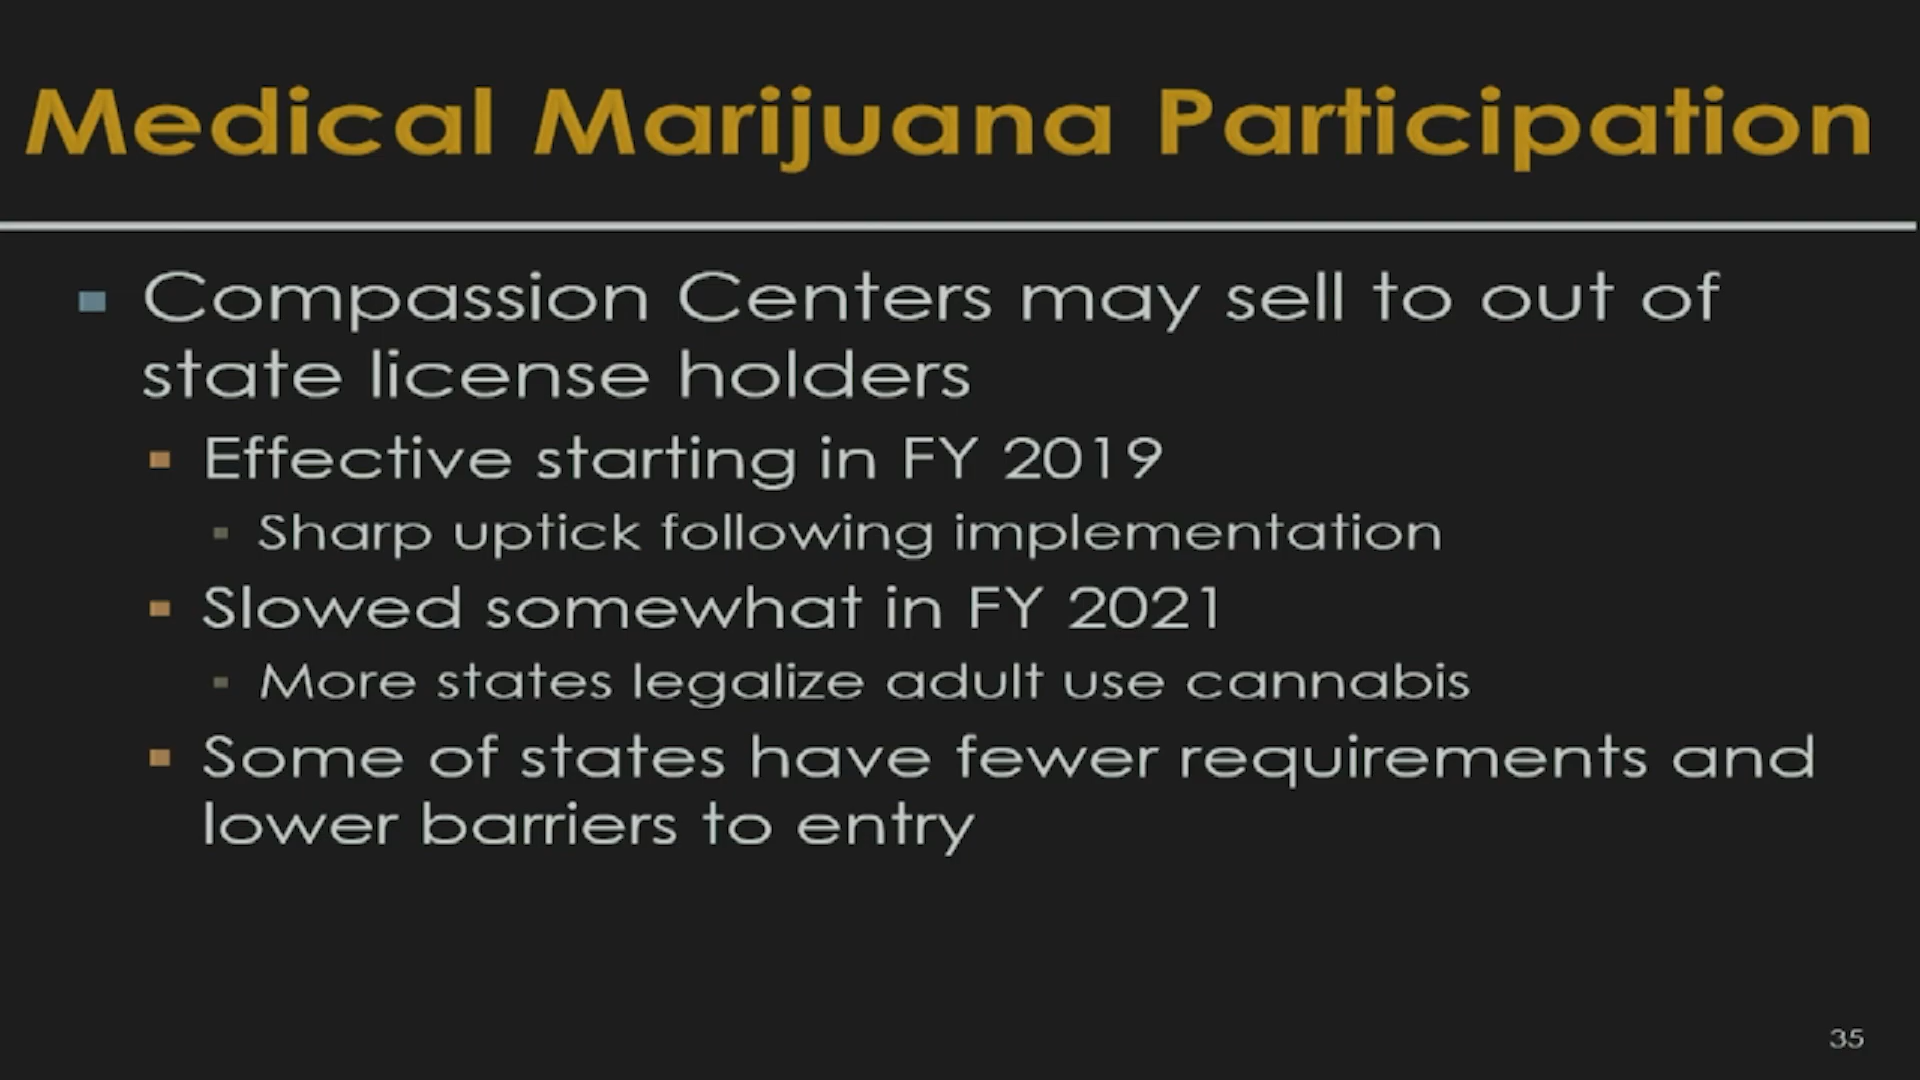 Medical Marijuana Participation
Compassion Centers may sell to out of
state license holders
Effective starting in FY 2019
Sharp uptick following implementation
Slowed somewhat in FY 2021
More states legalize adult use cannabis
Some of states have fewer requirements and
lower barriers to entry
35